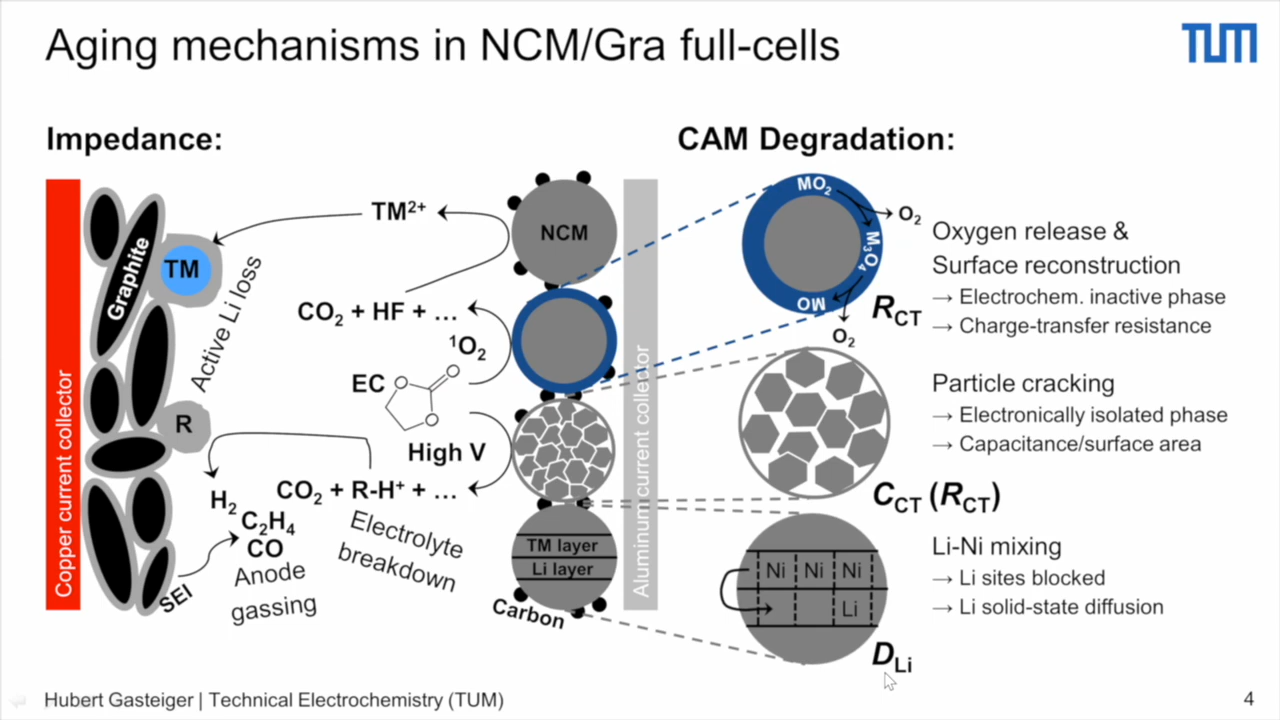 Aging mechanisms in NCM/Gra full-cells
TUM
Impedance:
CAM Degradation:
Copper current collector
Graphite
TM
Active Li loss
R
SEI
TM²⁺
CO₂ + HF + …
¹O₂
EC
O
O
O
High V
CO₂ + R-H⁺ + …
H₂
C₂H₄
CO
Anode
gassing
Electrolyte
breakdown
NCM
TM layer
Li layer
Carbon
Aluminum current collector
MO₂
O₂
M₃O₄
MO
O₂
R_CT
Oxygen release &
Surface reconstruction
→ Electrochem. inactive phase
→ Charge-transfer resistance
Particle cracking
→ Electronically isolated phase
→ Capacitance/surface area
C_CT (R_CT)
Ni Ni Ni
Li
D_Li
Li-Ni mixing
→ Li sites blocked
→ Li solid-state diffusion
Hubert Gasteiger | Technical Electrochemistry (TUM)
4